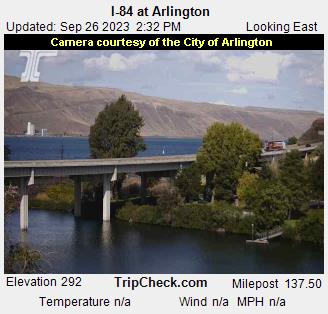 I-84 at Arlington
Updated: Sep 26 2023 2:32 PM Looking East
Camera courtesy of the City of Arlington
Elevation 292 TripCheck.com Milepost 137.50
Temperature n/a Wind n/a MPH n/a